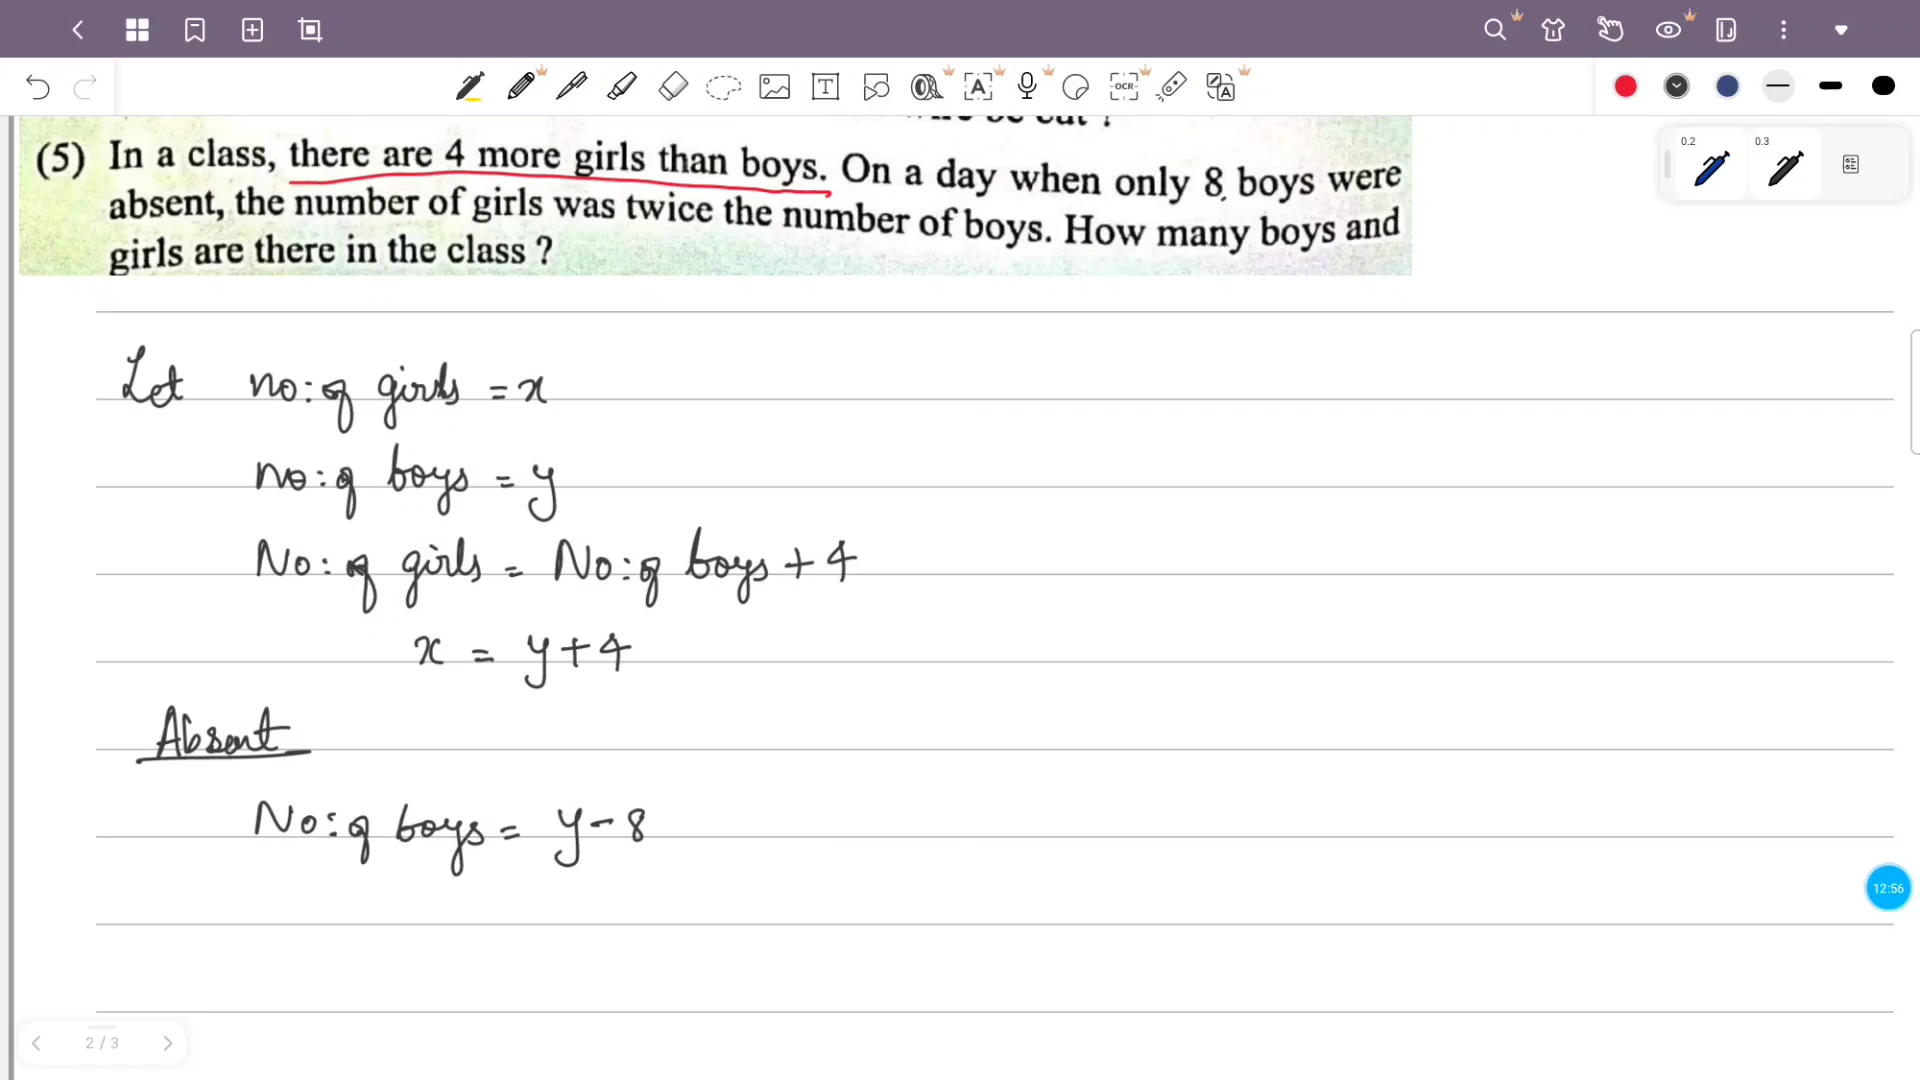 (5) In a class, there are 4 more girls than boys. On a day when only 8 boys were
absent, the number of girls was twice the number of boys. How many boys and
girls are there in the class ?
Let no: of girls = x
no: of boys = y
No: of girls = No: of boys + 4
x = y + 4
Absent
No: of boys = y - 8
0.2
0.3
OCR
T
A
A
12:56
2 / 3